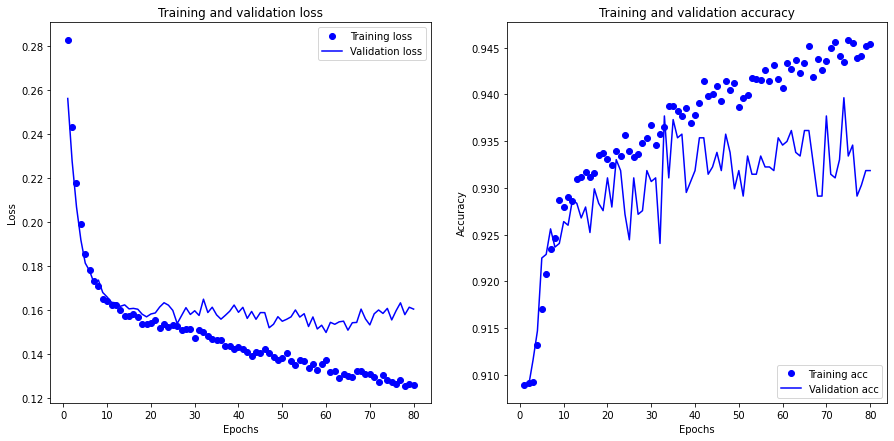 Training and validation loss
Training loss
Validation loss
0.28
0.26
0.24
0.22
0.20
0.18
0.16
0.14
0.12
Loss
0 10 20 30 40 50 60 70 80
Epochs
Training and validation accuracy
0.945
0.940
0.935
0.930
0.925
0.920
0.915
0.910
Accuracy
Training acc
Validation acc
0 10 20 30 40 50 60 70 80
Epochs